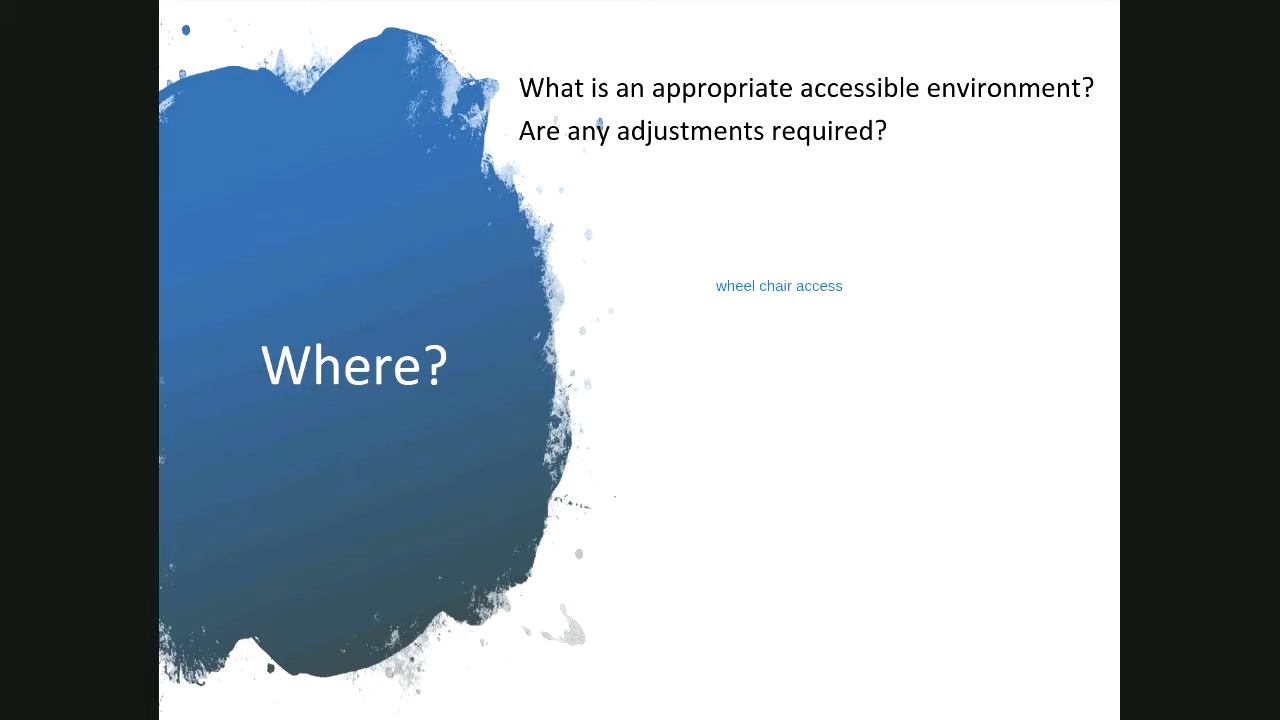 What is an appropriate accessible environment?
Are any adjustments required?
wheel chair access
Where?